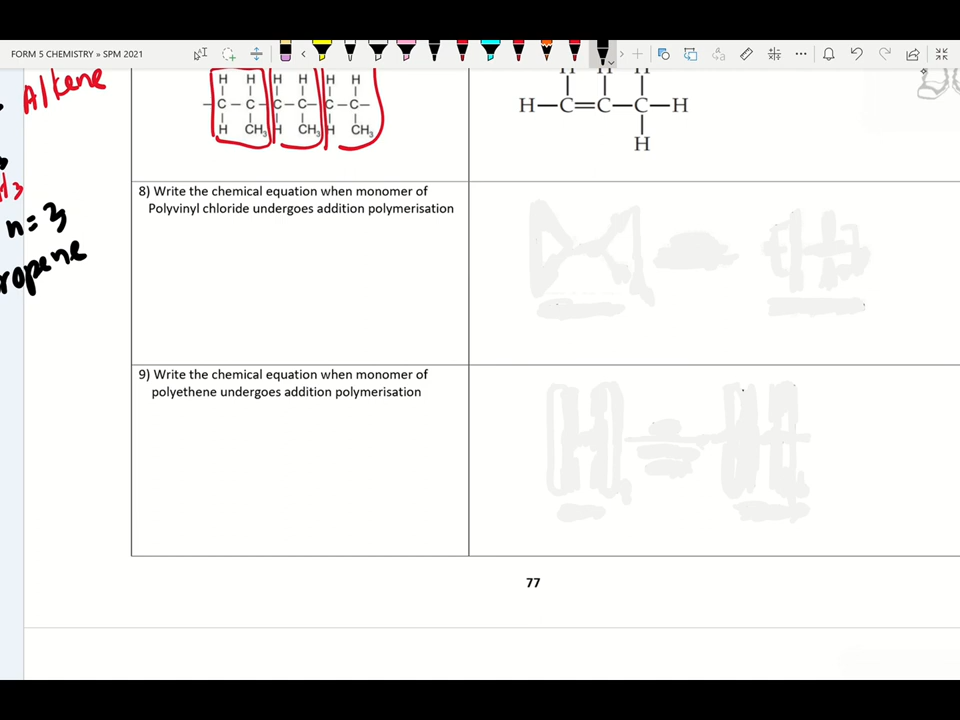 FORM 5 CHEMISTRY » SPM 2021
Alkene
n = 3
ropene
H H H H H H
–C–C–C–C–C–C–
H CH3 H CH3 H CH3
H H H
H—C=C—C—H
H
8) Write the chemical equation when monomer of
Polyvinyl chloride undergoes addition polymerisation
9) Write the chemical equation when monomer of
polyethene undergoes addition polymerisation
77